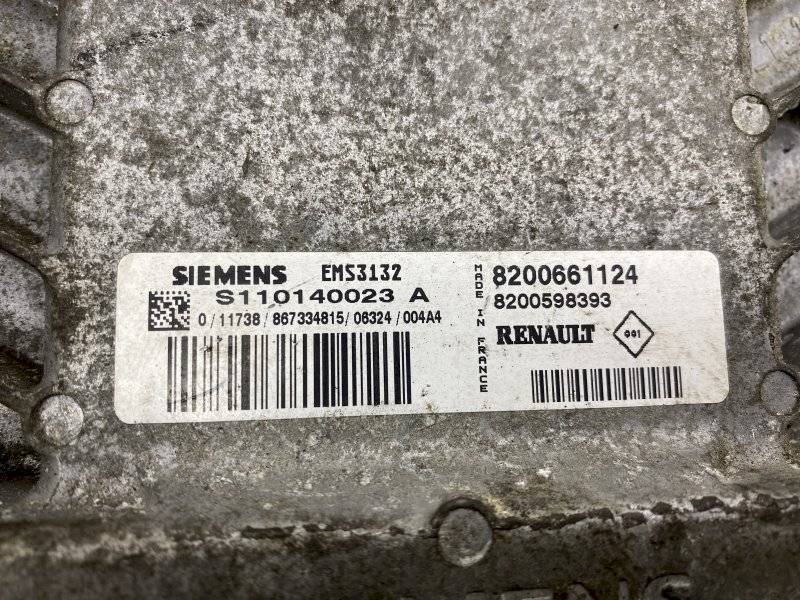 SIEMENS EMS3132
S110140023 A
0/11738/867334815/06324/004A4
MADE IN FRANCE
8200661124
8200598393
RENAULT 001